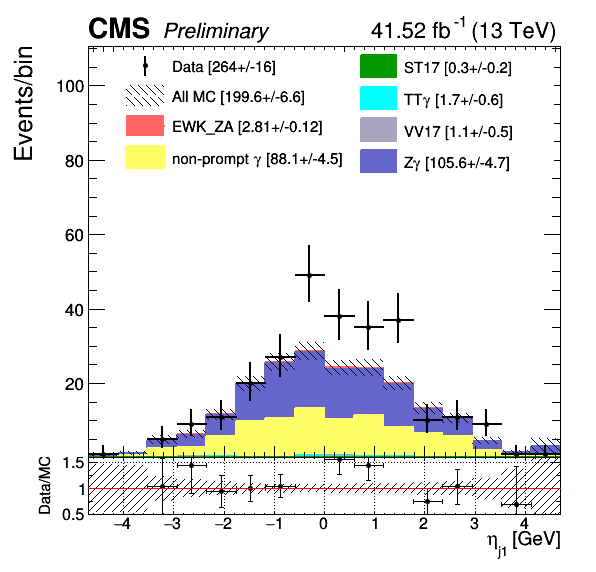 CMS Preliminary 41.52 fb⁻¹ (13 TeV)
Events/bin
Data [264+/-16]
All MC [199.6+/-6.6]
EWK_ZA [2.81+/-0.12]
non-prompt γ [88.1+/-4.5]
ST17 [0.3+/-0.2]
TTγ [1.7+/-0.6]
VV17 [1.1+/-0.5]
Zγ [105.6+/-4.7]
100
80
60
40
20
Data/MC
1.5
1
0.5
−4 −3 −2 −1 0 1 2 3 4
η_j1 [GeV]